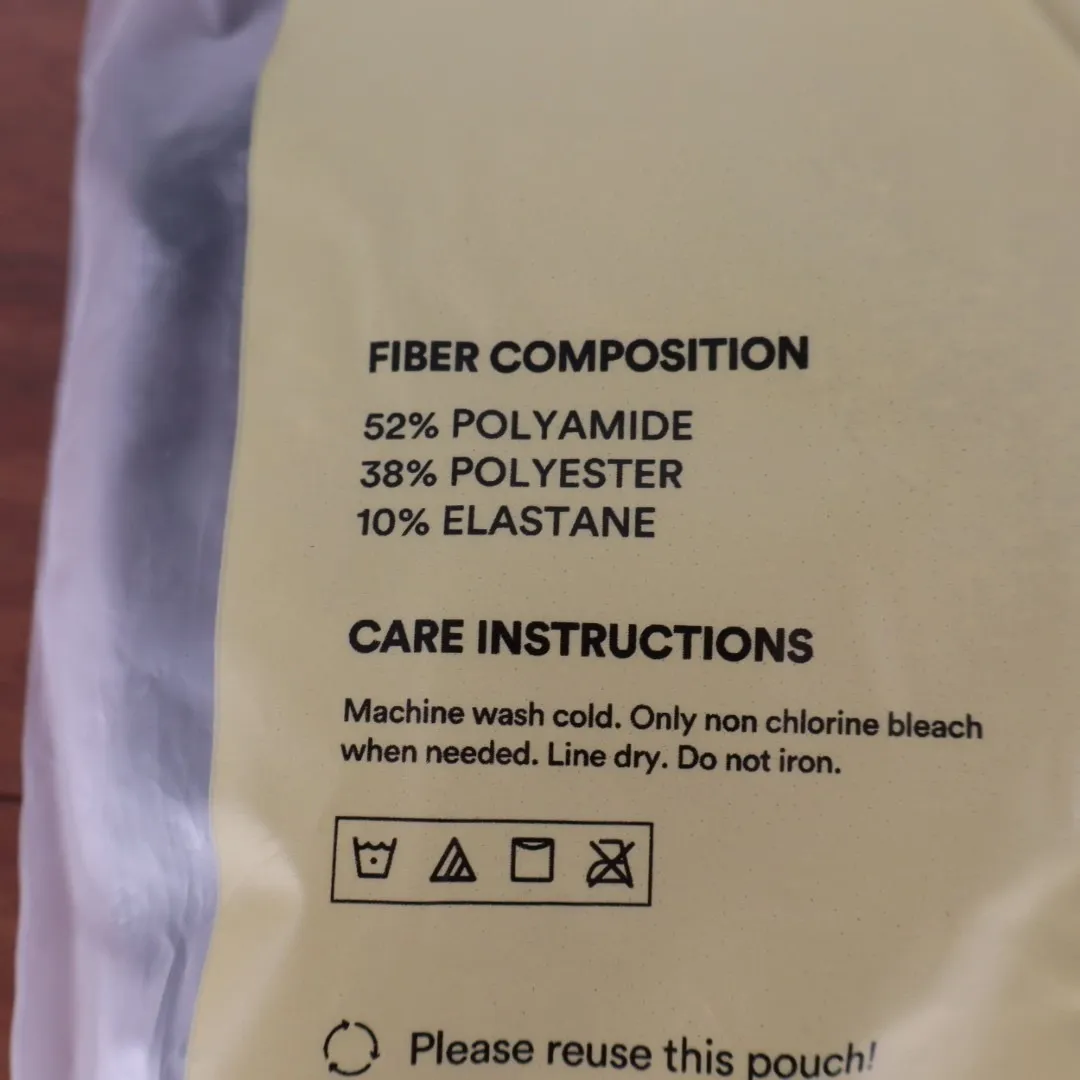 FIBER COMPOSITION
52% POLYAMIDE
38% POLYESTER
10% ELASTANE
CARE INSTRUCTIONS
Machine wash cold. Only non chlorine bleach
when needed. Line dry. Do not iron.
Please reuse this pouch!